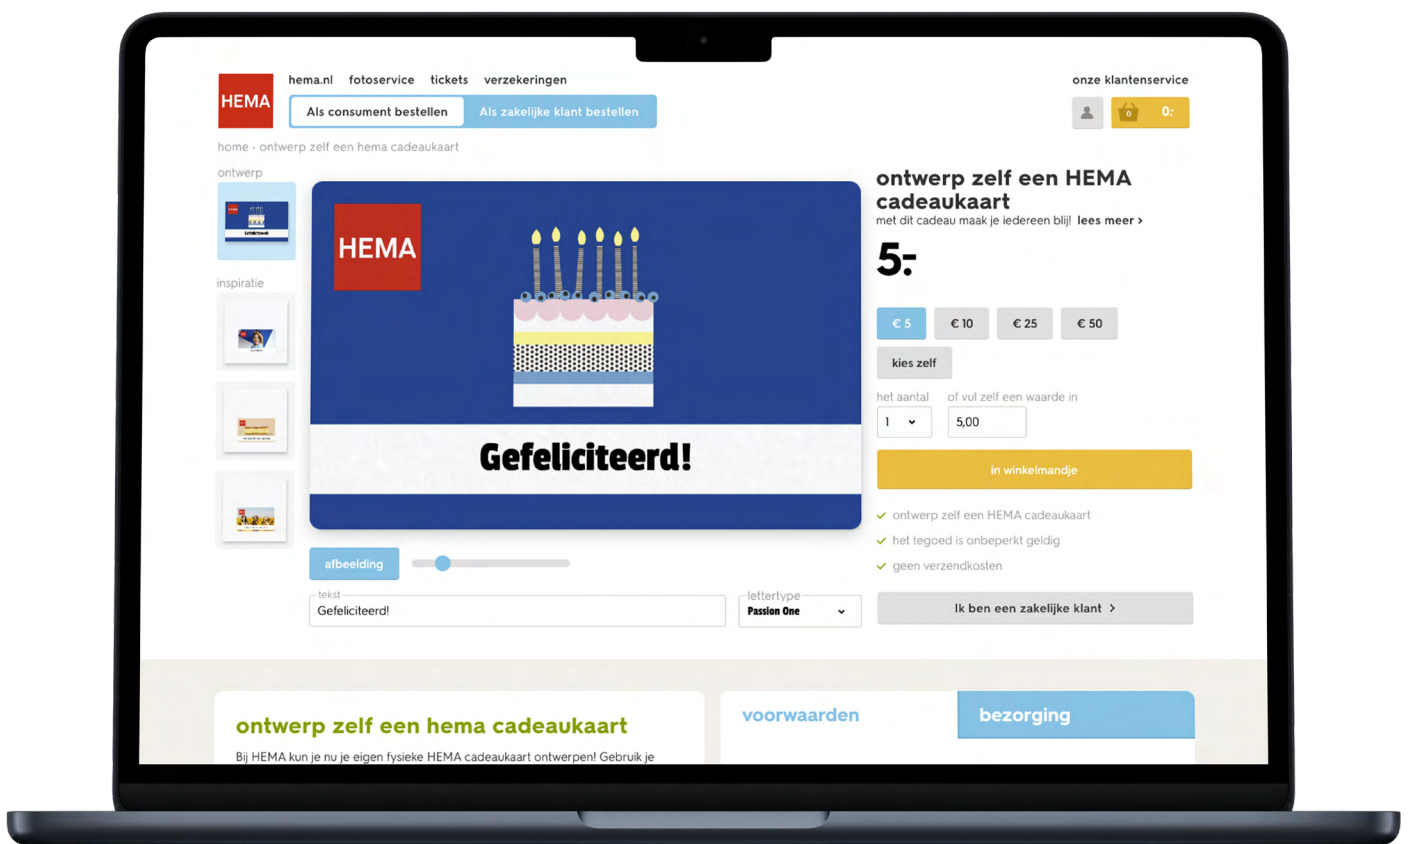 hema.nl fotoservice tickets verzekeringen
onze klantenservice
HEMA
Als consument bestellen Als zakelijke klant bestellen
0 0.-
home › ontwerp zelf een hema cadeaukaart
ontwerp
ontwerp zelf een HEMA
cadeaukaart
met dit cadeau maak je iedereen blij! lees meer ›
HEMA
5.-
Gefeliciteerd!
inspiratie
€ 5 € 10 € 25 € 50
kies zelf
het aantal of vul zelf een waarde in
1 5,00
Gefeliciteerd!
in winkelmandje
ontwerp zelf een HEMA cadeaukaart
het tegoed is onbeperkt geldig
geen verzendkosten
afbeelding
tekst
Gefeliciteerd!
lettertype
Passion One
Ik ben een zakelijke klant >
ontwerp zelf een hema cadeaukaart
Bij HEMA kun je nu je eigen fysieke HEMA cadeaukaart ontwerpen! Gebruik je
voorwaarden bezorging